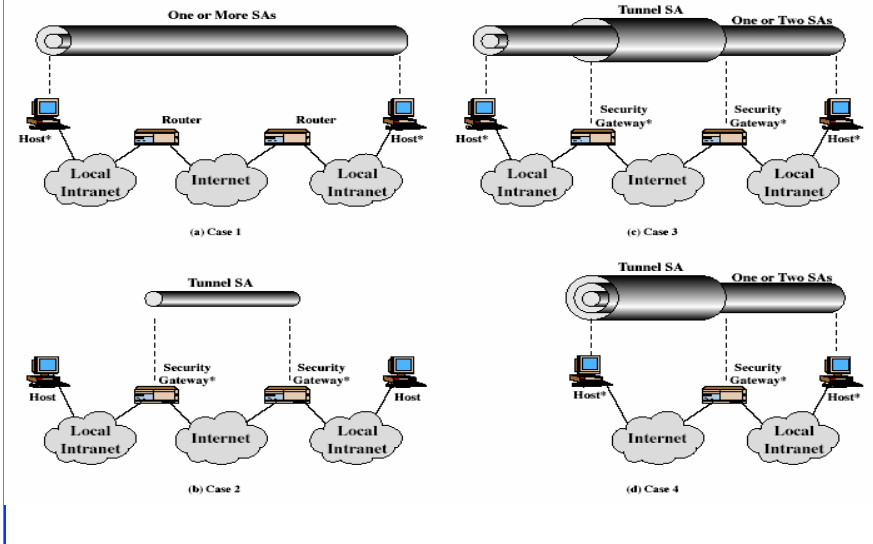 One or More SAs
Router
Router
Host*
Host*
Local
Intranet
Internet
Local
Intranet
(a) Case 1
Tunnel SA
One or Two SAs
Security
Gateway*
Security
Gateway*
Host*
Host*
Local
Intranet
Internet
Local
Intranet
(c) Case 3
Tunnel SA
Security
Gateway*
Security
Gateway*
Host
Host
Local
Intranet
Internet
Local
Intranet
(b) Case 2
Tunnel SA
One or Two SAs
Security
Gateway*
Host*
Host*
Internet
Local
Intranet
(d) Case 4